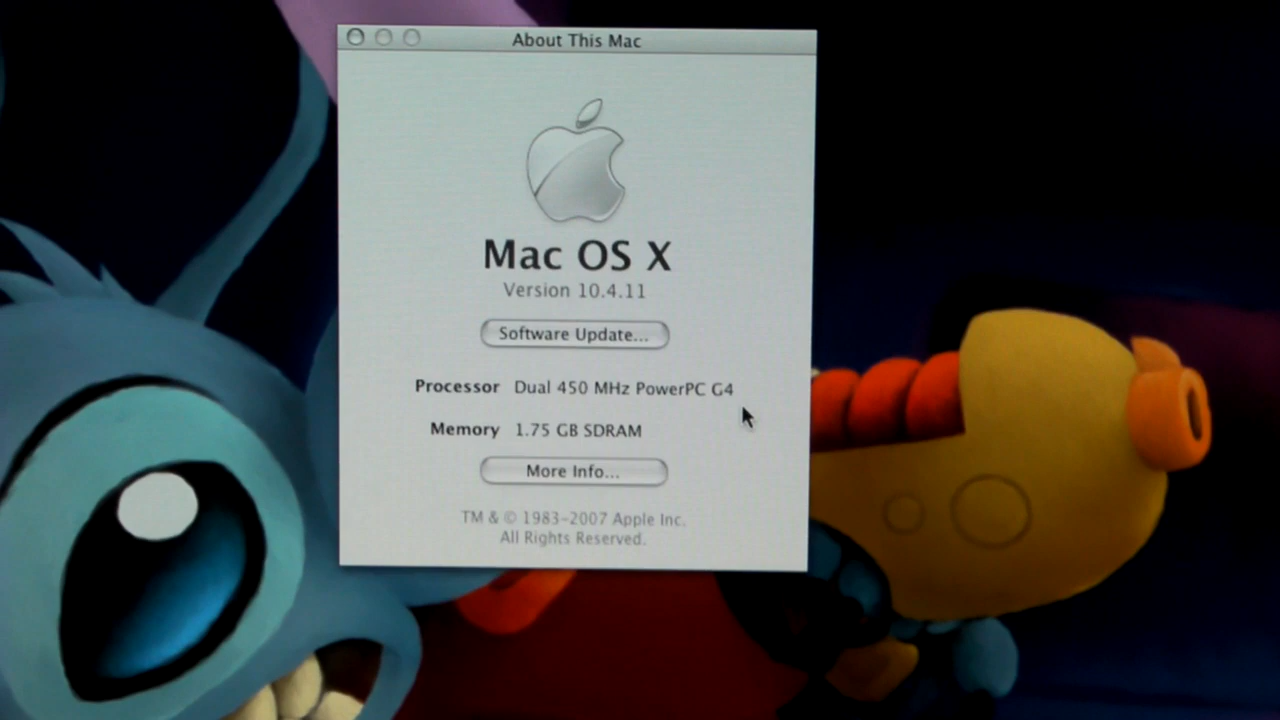 About This Mac
Mac OS X
Version 10.4.11
Software Update...
Processor Dual 450 MHz PowerPC G4
Memory 1.75 GB SDRAM
More Info...
TM & © 1983–2007 Apple Inc.
All Rights Reserved.